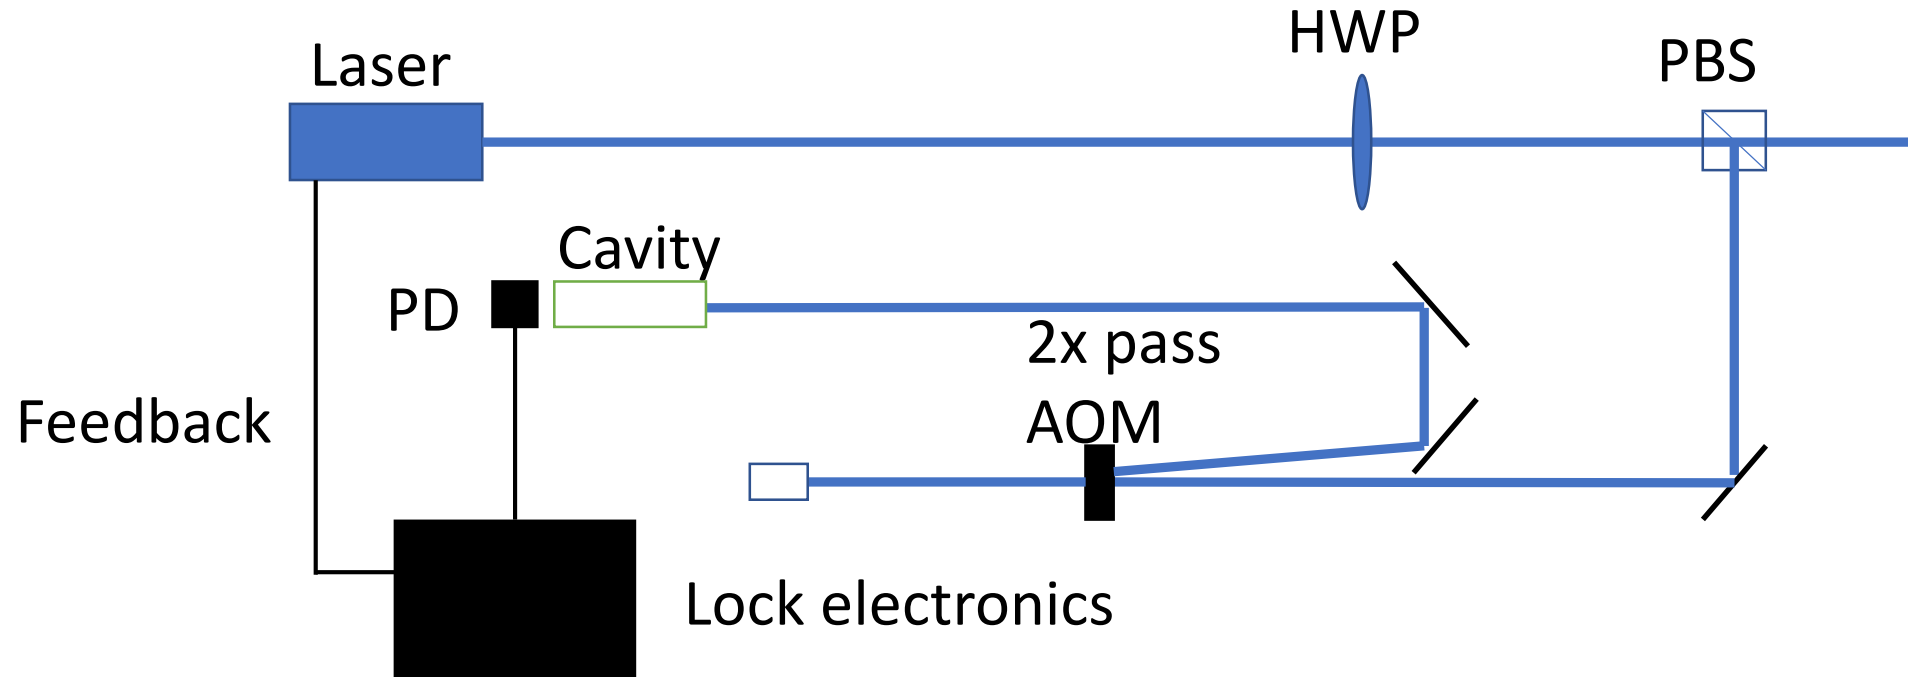 HWP
PBS
Laser
Cavity
PD
2x pass
AOM
Feedback
Lock electronics